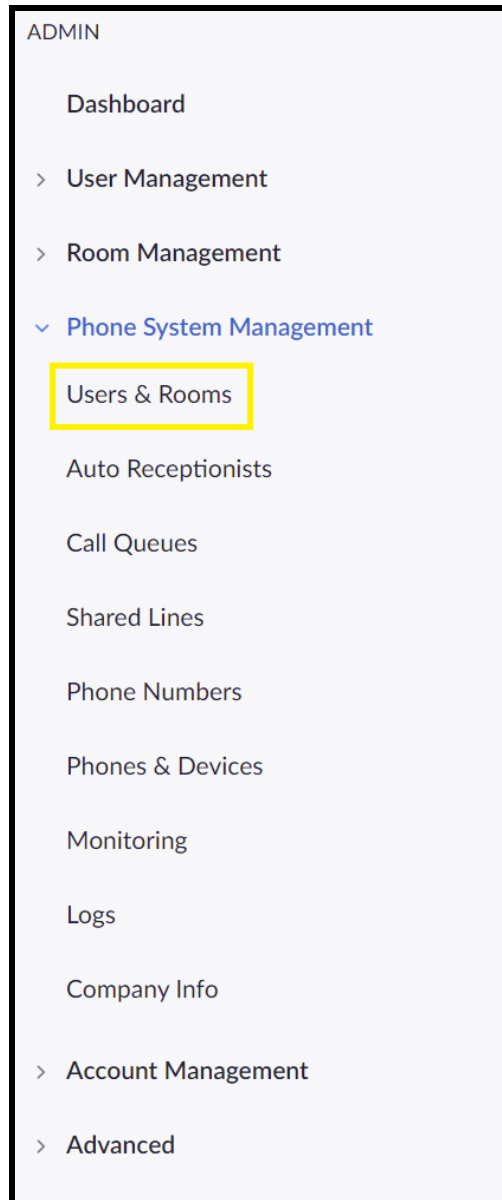 ADMIN
Dashboard
User Management
Room Management
Phone System Management
Users & Rooms
Auto Receptionists
Call Queues
Shared Lines
Phone Numbers
Phones & Devices
Monitoring
Logs
Company Info
Account Management
Advanced